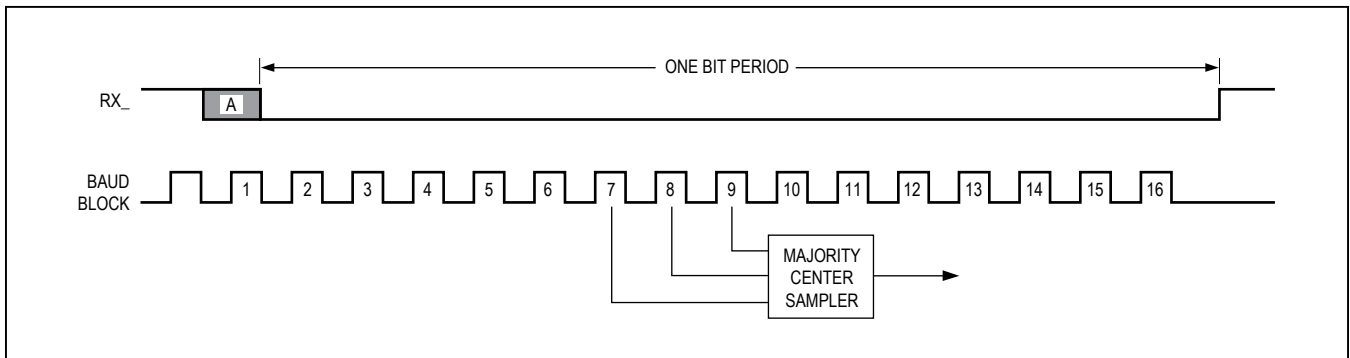 ONE BIT PERIOD
RX_
A
BAUD
BLOCK
1 2 3 4 5 6 7 8 9 10 11 12 13 14 15 16
MAJORITY
CENTER
SAMPLER